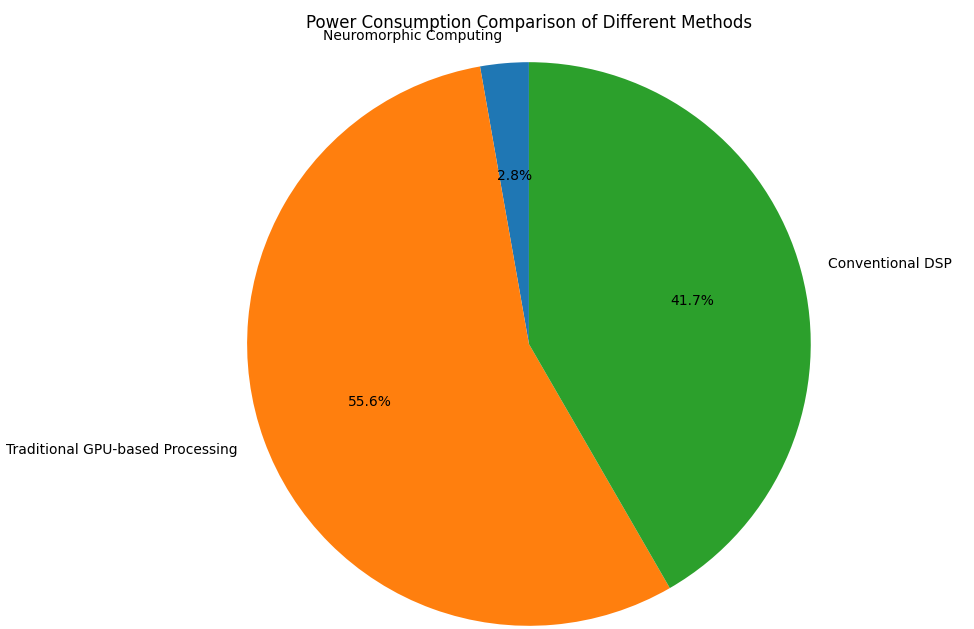 Power Consumption Comparison of Different Methods
Neuromorphic Computing
2.8%
Conventional DSP
41.7%
55.6%
Traditional GPU-based Processing